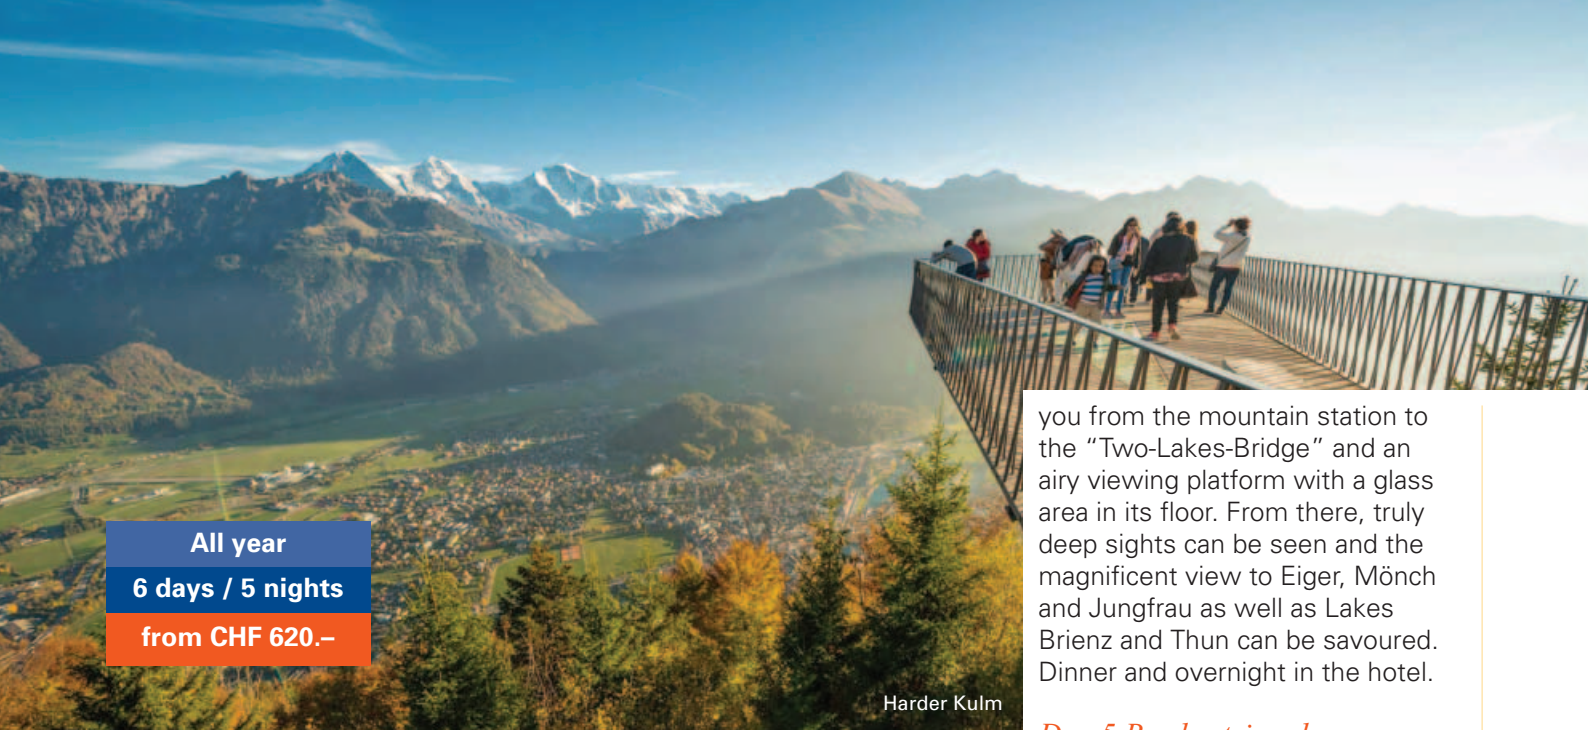 All year
6 days / 5 nights
from CHF 620.–
Harder Kulm
you from the mountain station to
the “Two-Lakes-Bridge” and an
airy viewing platform with a glass
area in its floor. From there, truly
deep sights can be seen and the
magnificent view to Eiger, Mönch
and Jungfrau as well as Lakes
Brienz and Thun can be savoured.
Dinner and overnight in the hotel.
Day 5